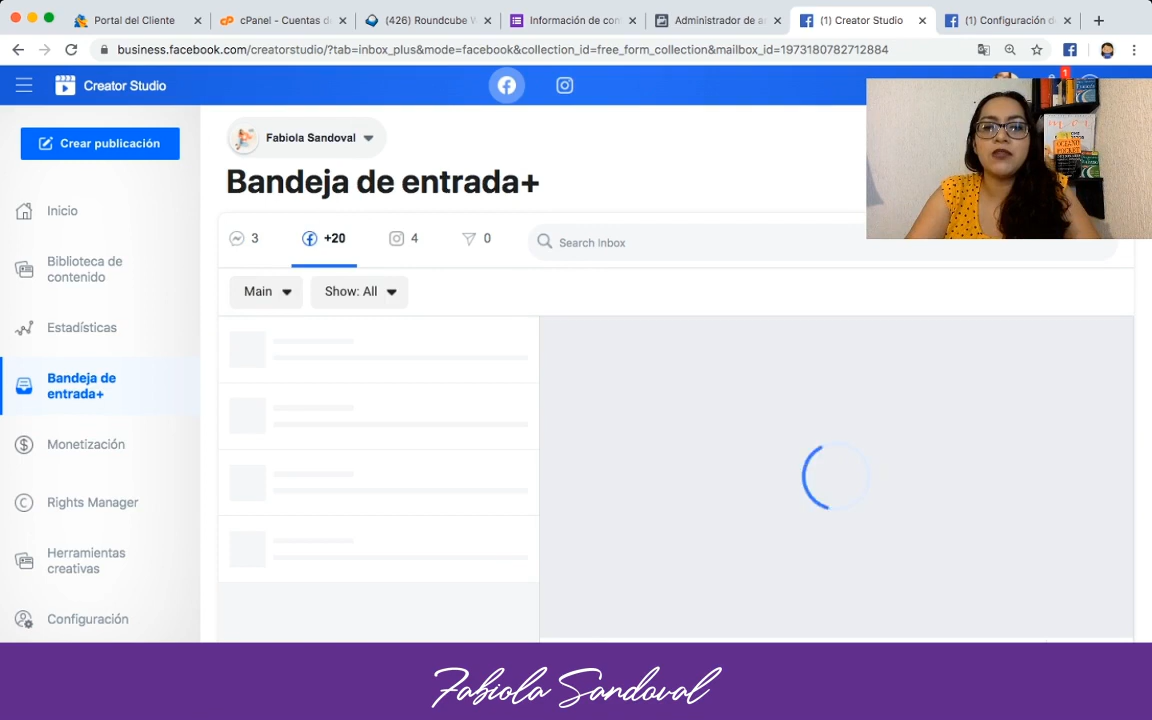 Portal del Cliente
cPanel - Cuentas d
(426) Roundcube W
Información de con
Administrador de a
(1) Creator Studio
(1) Configuración d
business.facebook.com/creatorstudio/?tab=inbox_plus&mode=facebook&collection_id=free_form_collection&mailbox_id=1973180782712884
Creator Studio
1
Crear publicación
Inicio
Biblioteca de
contenido
Estadísticas
Bandeja de
entrada+
Monetización
Rights Manager
Herramientas
creativas
Configuración
Fabiola Sandoval
Bandeja de entrada+
3
+20
4
0
Search Inbox
Main
Show: All
Fabiola Sandoval